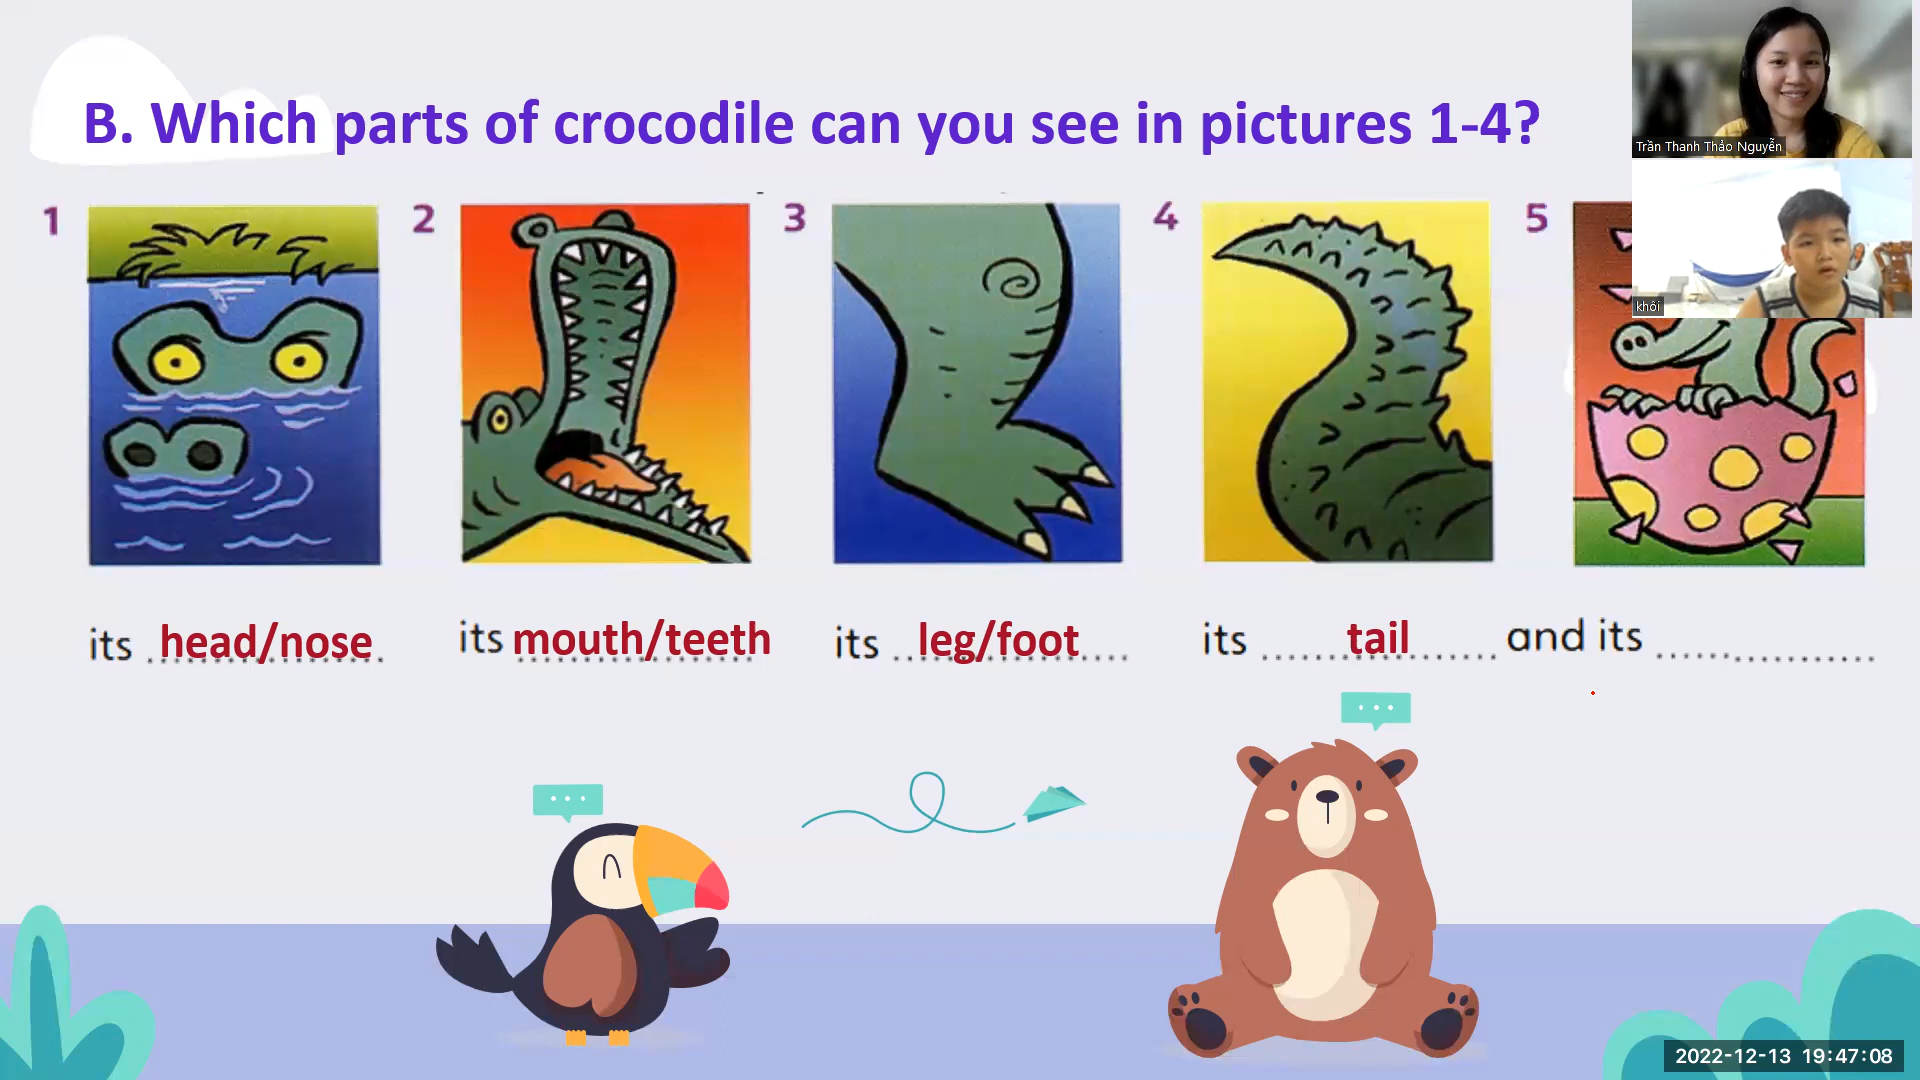 B. Which parts of crocodile can you see in pictures 1-4?
Trần Thanh Thảo Nguyễn
khôi
1
2
3
4
5
its head/nose
its mouth/teeth
its leg/foot
its tail
and its ..................
2022-12-13 19:47:08